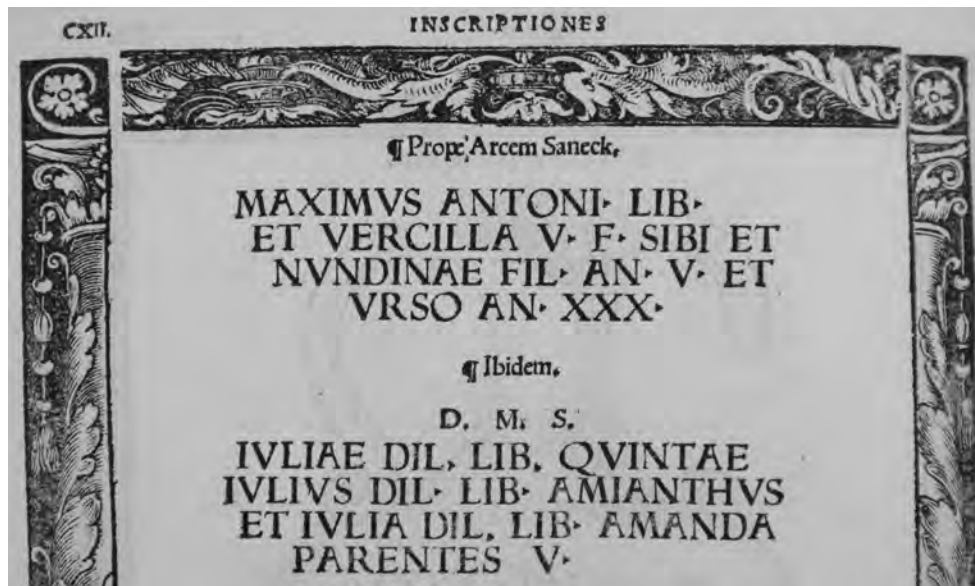 CXII.
INSCRIPTIONES
¶ Prope Arcem Saneck.
MAXIMVS ANTONI· LIB·
ET VERCILLA V· F· SIBI ET
NVNDINAE FIL· AN· V· ET
VRSO AN· XXX·
¶ Ibidem.
D. M. S.
IVLIAE DIL. LIB. QVINTAE
IVLIVS DIL· LIB· AMIANTHVS
ET IVLIA DIL. LIB· AMANDA
PARENTES V·